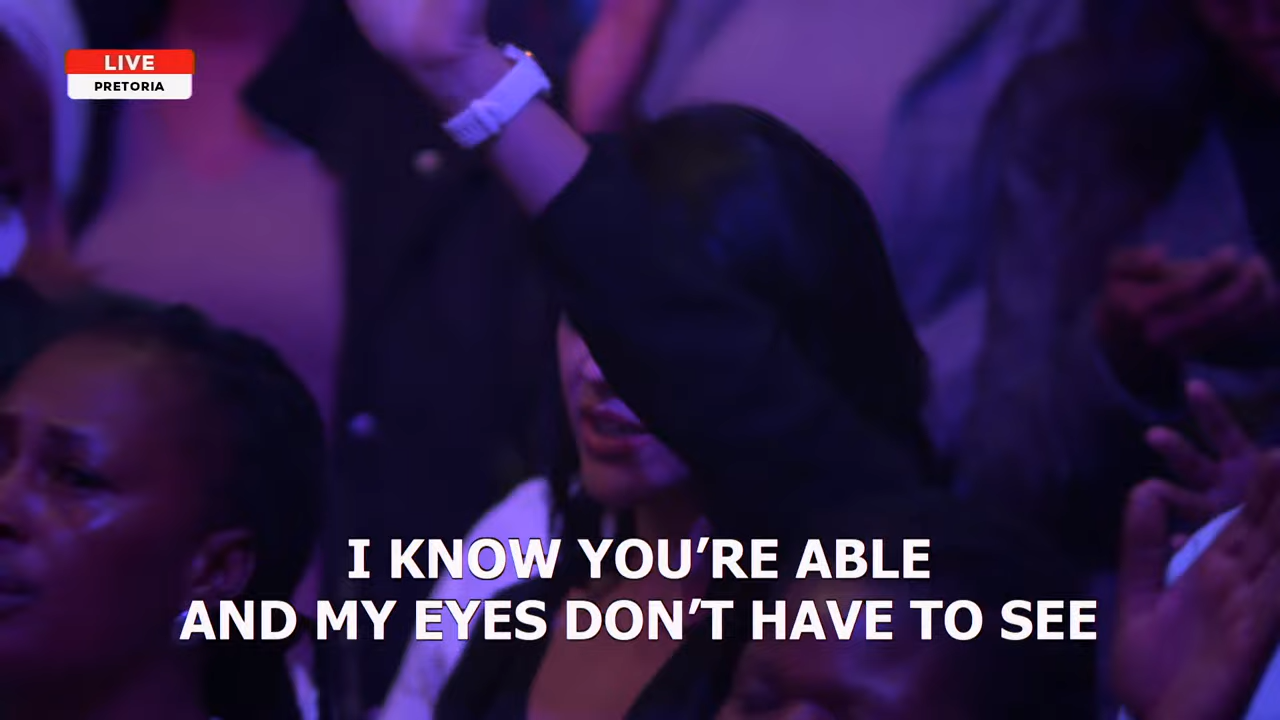 LIVE
PRETORIA
I KNOW YOU’RE ABLE
AND MY EYES DON’T HAVE TO SEE